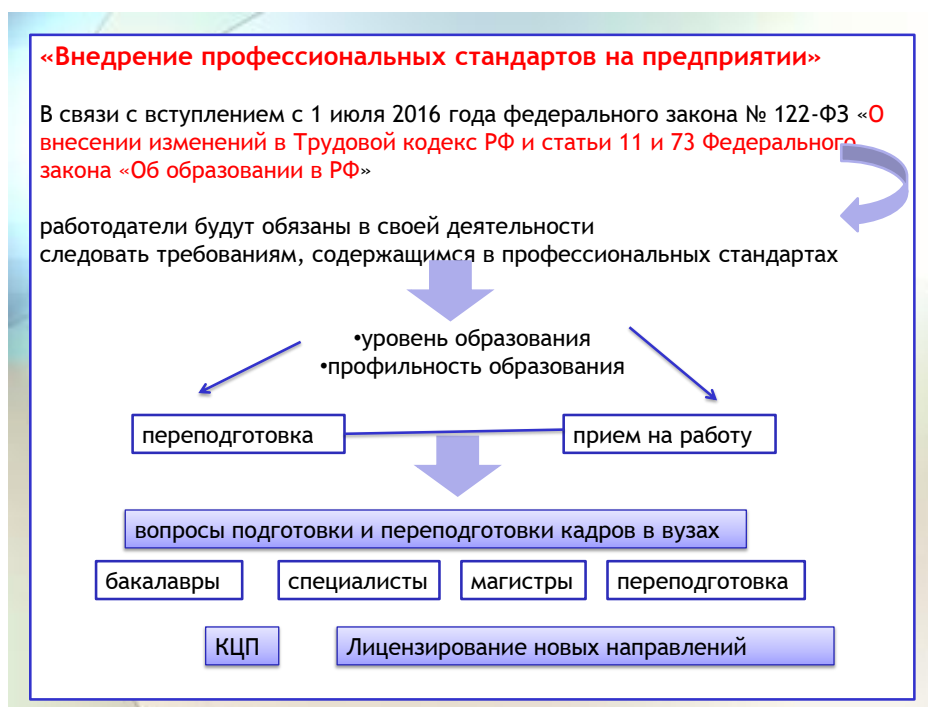 «Внедрение профессиональных стандартов на предприятии»
В связи с вступлением с 1 июля 2016 года федерального закона № 122-ФЗ «О
внесении изменений в Трудовой кодекс РФ и статьи 11 и 73 Федерального
закона «Об образовании в РФ»
работодатели будут обязаны в своей деятельности
следовать требованиям, содержащимся в профессиональных стандартах
•уровень образования
•профильность образования
переподготовка
прием на работу
вопросы подготовки и переподготовки кадров в вузах
бакалавры
специалисты
магистры
переподготовка
КЦП
Лицензирование новых направлений